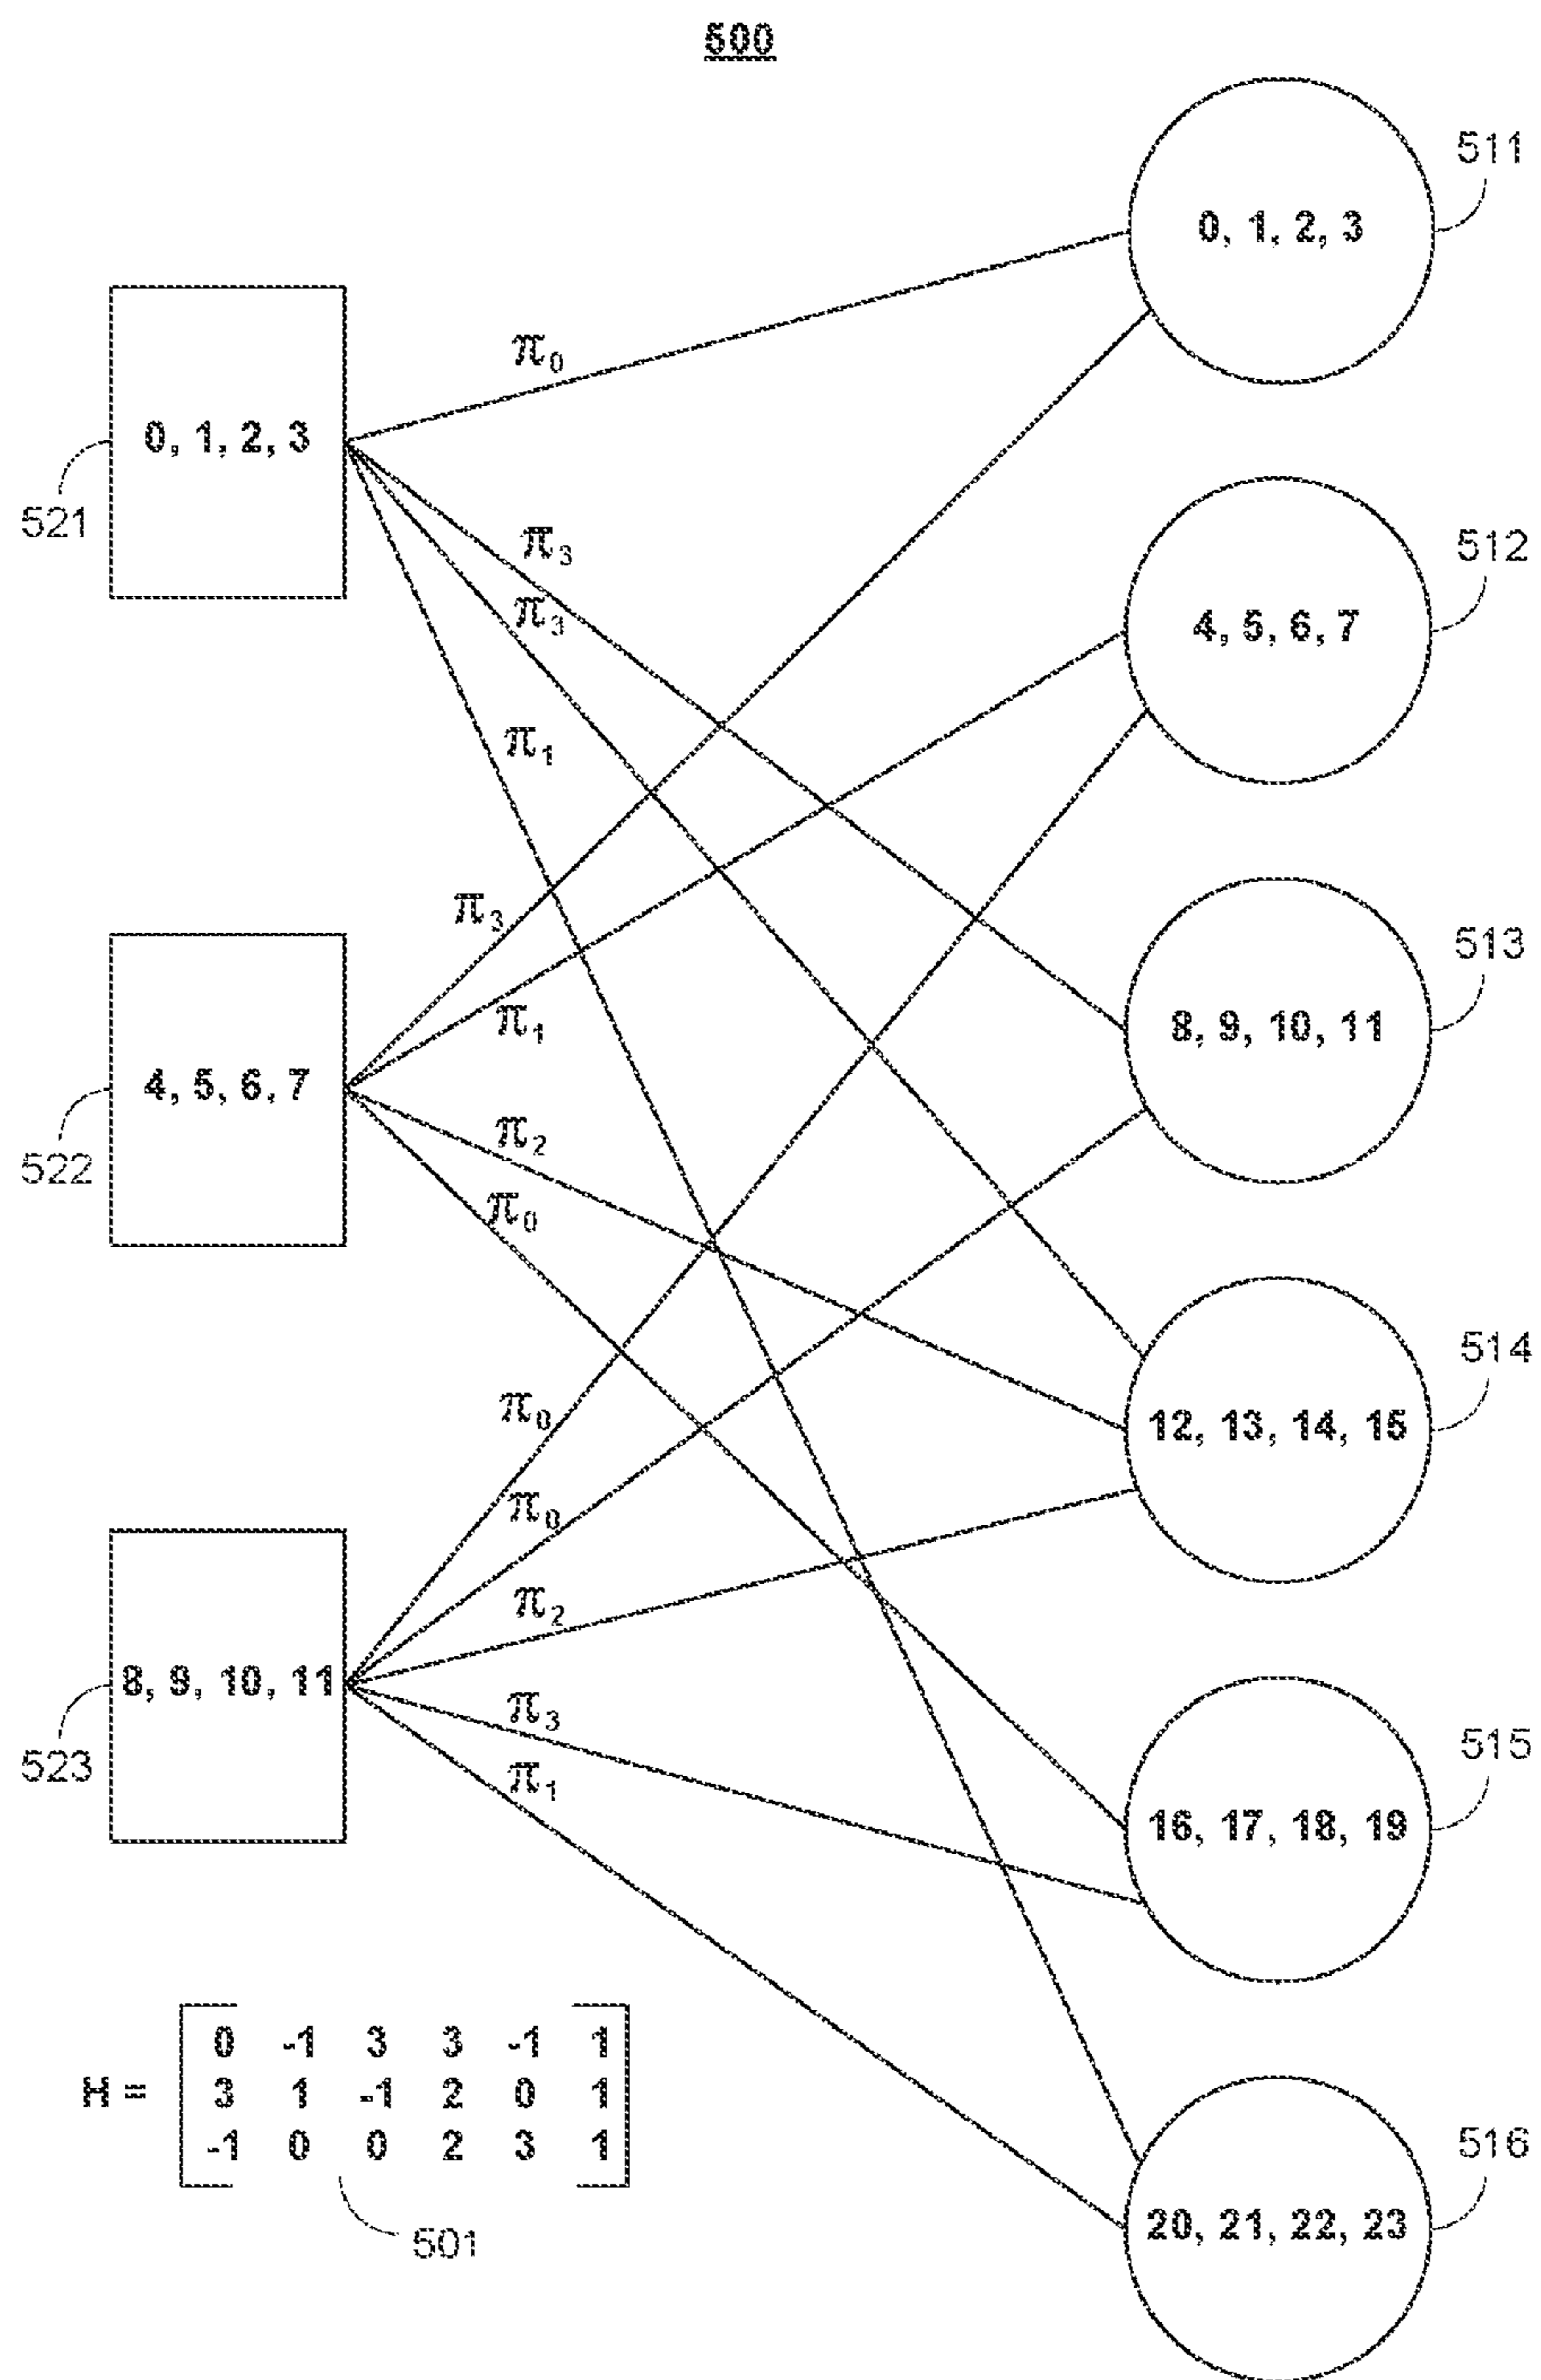 500
511
0, 1, 2, 3
π0
0, 1, 2, 3
521
π3
512
π3
4, 5, 6, 7
π1
π3
513
π1
8, 9, 10, 11
4, 5, 6, 7
π2
522
π0
514
π0
12, 13, 14, 15
π0
π2
8, 9, 10, 11
π3
515
523
π1
16, 17, 18, 19
0 -1 3 3 -1 1
H = 3 1 -1 2 0 1
-1 0 0 2 3 1
516
20, 21, 22, 23
501